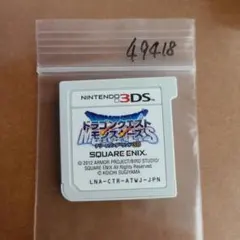 49418
NINTENDO 3DS
ドラゴンクエスト
モンスターズ
SQUARE ENIX.
© 2012 ARMOR PROJECT/BIRD STUDIO/
SQUARE ENIX All Rights Reserved.
© KOICHI SUGIYAMA
LNA-CTR-ATWJ-JPN